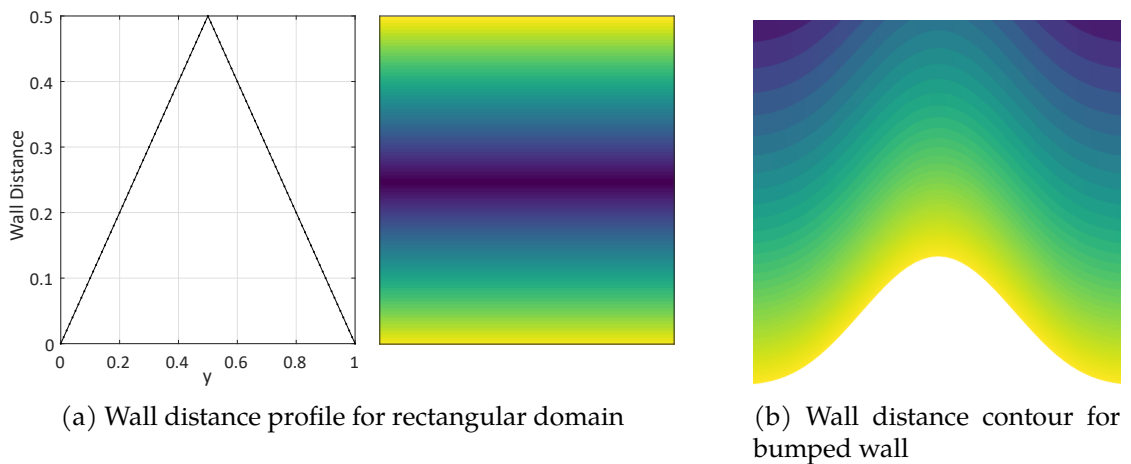 0.5
0.4
0.3
0.2
0.1
0
Wall Distance
0 0.2 0.4 0.6 0.8 1
y
(a) Wall distance profile for rectangular domain
(b) Wall distance contour for
bumped wall